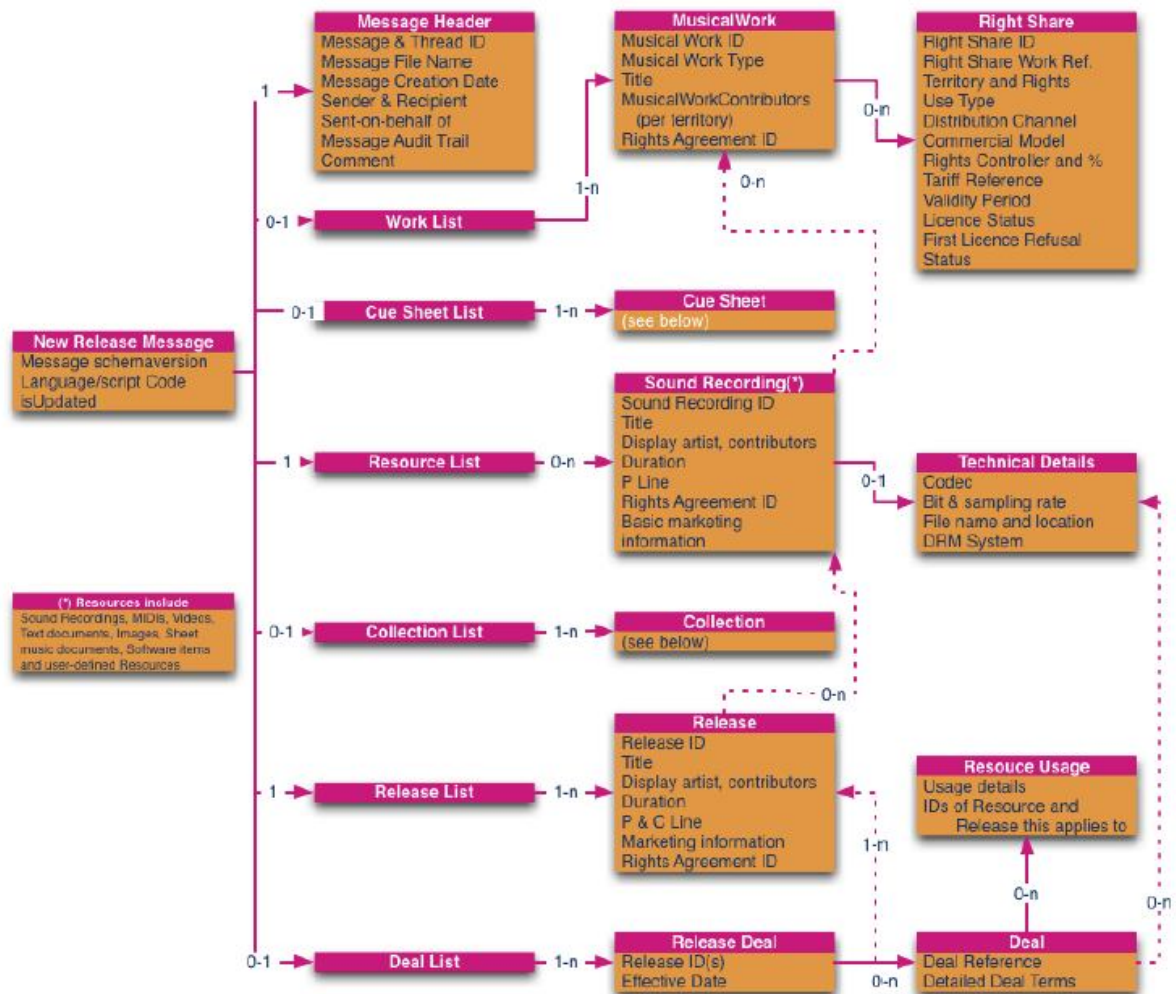 Message Header
Message & Thread ID
Message File Name
Message Creation Date
Sender & Recipient
Sent-on-behalf of
Message Audit Trail
Comment
MusicalWork
Musical Work ID
Musical Work Type
Title
MusicalWorkContributors
(per territory)
Rights Agreement ID
Right Share
Right Share ID
Right Share Work Ref.
Territory and Rights
Use Type
Distribution Channel
Commercial Model
Rights Controller and %
Tariff Reference
Validity Period
Licence Status
First Licence Refusal
Status
1
0-n
1-n
0-n
0-1
Work List
0-1
Cue Sheet List
1-n
Cue Sheet
(see below)
New Release Message
Message schemaversion
Language/script Code
isUpdated
1
Resource List
0-n
Sound Recording(*)
Sound Recording ID
Title
Display artist, contributors
Duration
P Line
Rights Agreement ID
Basic marketing
information
0-1
Technical Details
Codec
Bit & sampling rate
File name and location
DRM System
(*) Resources include
Sound Recordings, MIDIs, Videos,
Text documents, Images, Sheet
music documents, Software items
and user-defined Resources
0-1
Collection List
1-n
Collection
(see below)
0-n
1
Release List
1-n
Release
Release ID
Title
Display artist, contributors
Duration
P & C Line
Marketing information
Rights Agreement ID
1-n
Resouce Usage
Usage details
IDs of Resource and
Release this applies to
0-n
0-n
0-1
Deal List
1-n
Release Deal
Release ID(s)
Effective Date
0-n
Deal
Deal Reference
Detailed Deal Terms